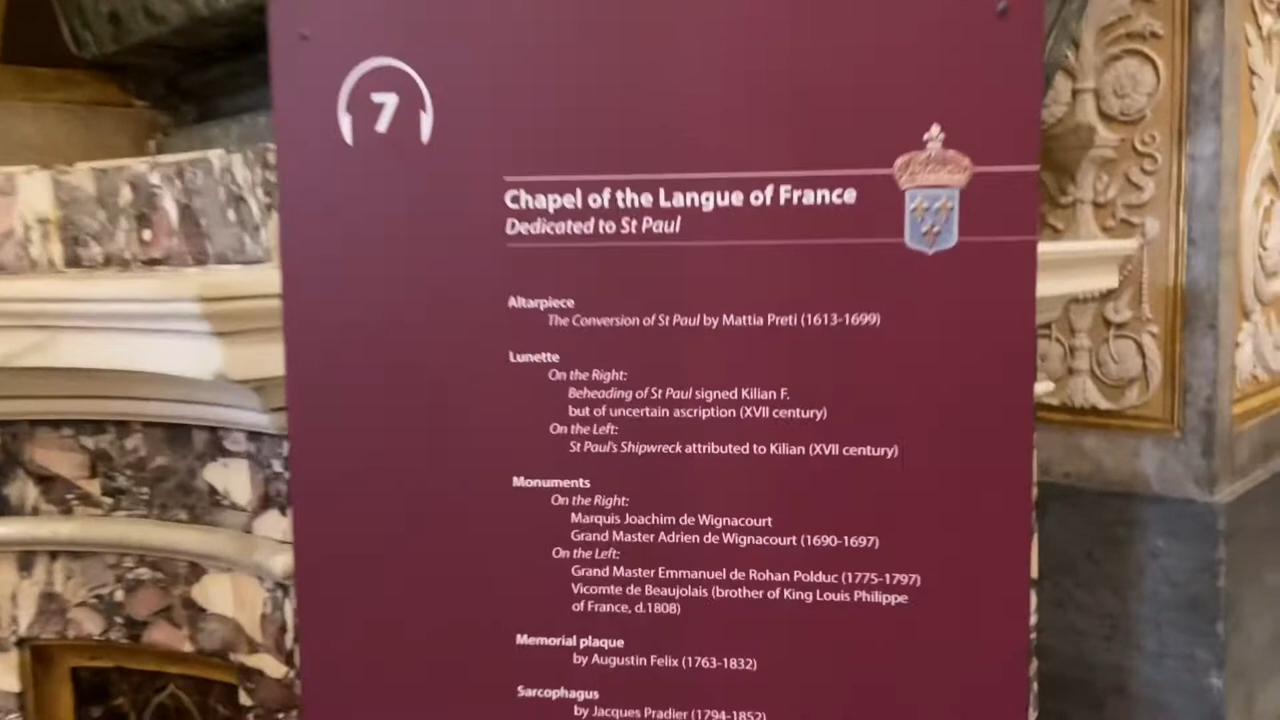 7
Chapel of the Langue of France
Dedicated to St Paul
Altarpiece
The Conversion of St Paul by Mattia Preti (1613-1699)
Lunette
On the Right:
Beheading of St Paul signed Kilian F.
but of uncertain ascription (XVII century)
On the Left:
St Paul's Shipwreck attributed to Kilian (XVII century)
Monuments
On the Right:
Marquis Joachim de Wignacourt
Grand Master Adrien de Wignacourt (1690-1697)
On the Left:
Grand Master Emmanuel de Rohan Polduc (1775-1797)
Vicomte de Beaujolais (brother of King Louis Philippe
of France, d.1808)
Memorial plaque
by Augustin Felix (1763-1832)
Sarcophagus
by Jacques Pradier (1794-1852)